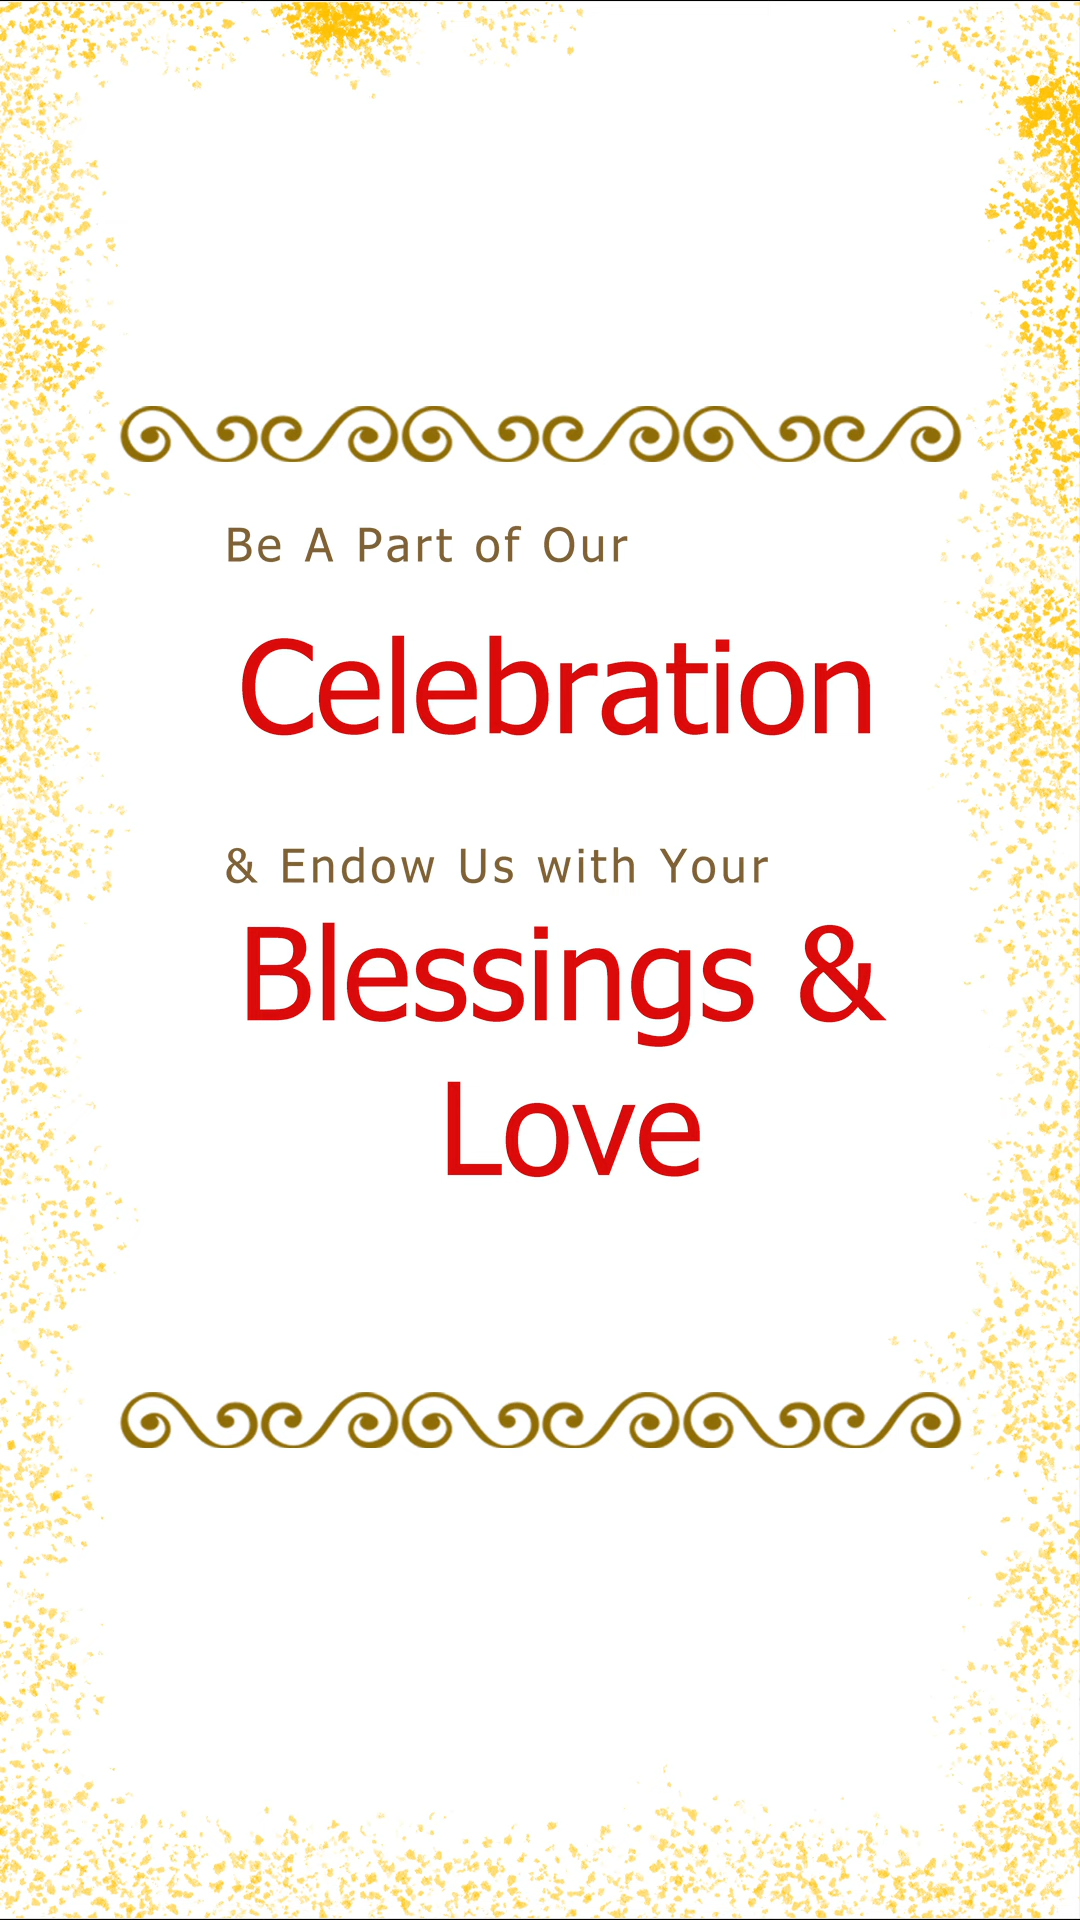 Be A Part of Our
Celebration
& Endow Us with Your
Blessings &
Love